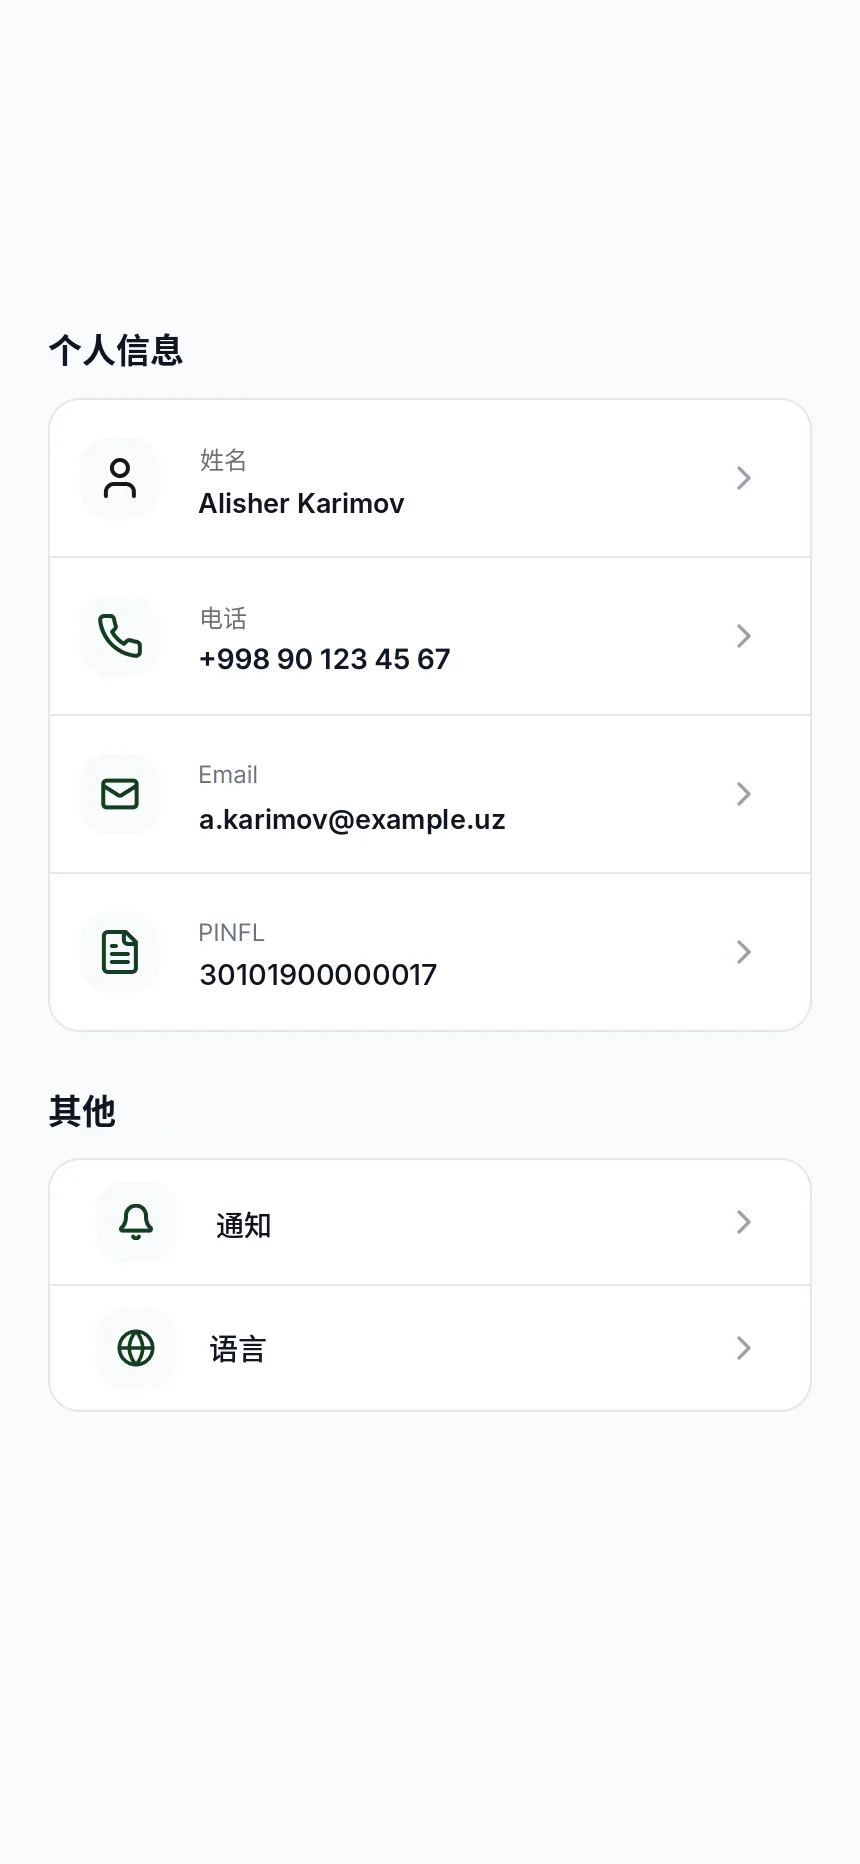 个人信息
姓名
Alisher Karimov
电话
+998 90 123 45 67
Email
a.karimov@example.uz
PINFL
30101900000017
其他
通知
语言